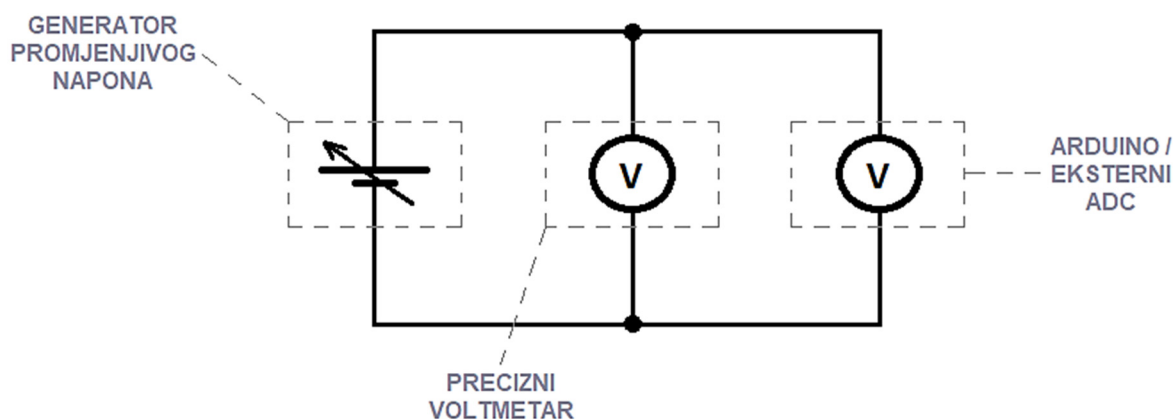 GENERATOR
PROMJENJIVOG
NAPONA
V
V
ARDUINO /
EKSTERNI
ADC
PRECIZNI
VOLTMETAR